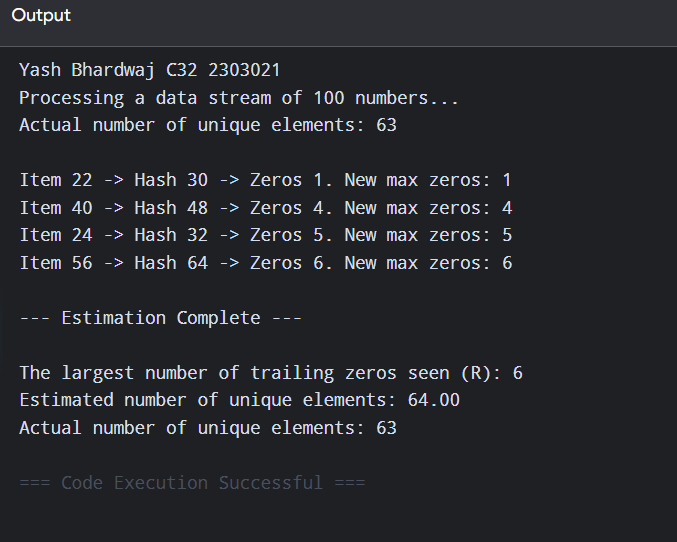 Output
Yash Bhardwaj C32 2303021
Processing a data stream of 100 numbers...
Actual number of unique elements: 63
Item 22 -> Hash 30 -> Zeros 1. New max zeros: 1
Item 40 -> Hash 48 -> Zeros 4. New max zeros: 4
Item 24 -> Hash 32 -> Zeros 5. New max zeros: 5
Item 56 -> Hash 64 -> Zeros 6. New max zeros: 6
--- Estimation Complete ---
The largest number of trailing zeros seen (R): 6
Estimated number of unique elements: 64.00
Actual number of unique elements: 63
=== Code Execution Successful ===